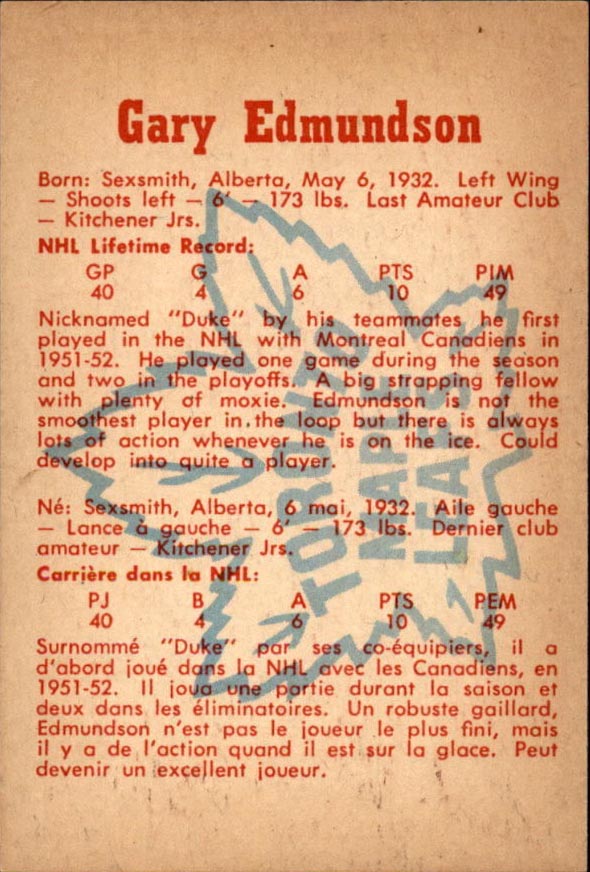 Gary Edmundson
Born: Sexsmith, Alberta, May 6, 1932. Left Wing
— Shoots left — 6' — 173 lbs. Last Amateur Club
— Kitchener Jrs.
NHL Lifetime Record:
GP G A PTS PIM
40 4 6 10 49
Nicknamed "Duke" by his teammates he first
played in the NHL with Montreal Canadiens in
1951-52. He played one game during the season
and two in the playoffs. A big strapping fellow
with plenty of moxie. Edmundson is not the
smoothest player in the loop but there is always
lots of action whenever he is on the ice. Could
develop into quite a player.
Né: Sexsmith, Alberta, 6 mai, 1932. Aile gauche
— Lance à gauche — 6' — 173 lbs. Dernier club
amateur — Kitchener Jrs.
Carrière dans la NHL:
PJ B A PTS PEM
40 4 6 10 49
Surnommé "Duke" par ses co-équipiers, il a
d'abord joué dans la NHL avec les Canadiens, en
1951-52. Il joua une partie durant la saison et
deux dans les éliminatoires. Un robuste gaillard,
Edmundson n'est pas le joueur le plus fini, mais
il y a de l'action quand il est sur la glace. Peut
devenir un excellent joueur.
TORONTO
MAPLE
LEAFS